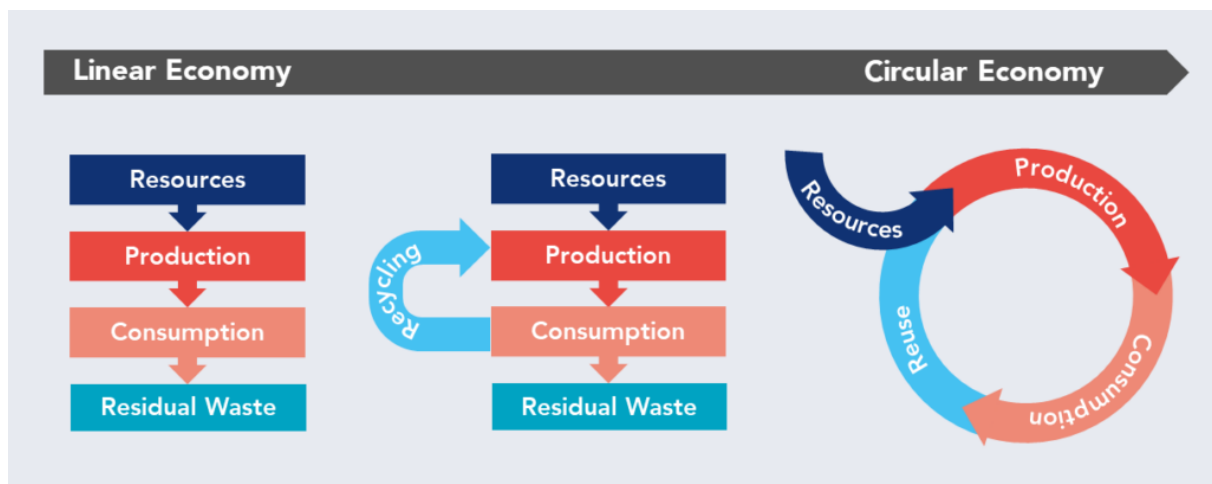 Linear Economy
Circular Economy
Resources
Production
Consumption
Residual Waste
Resources
Production
Recycling
Consumption
Residual Waste
Resources
Production
Consumption
Reuse